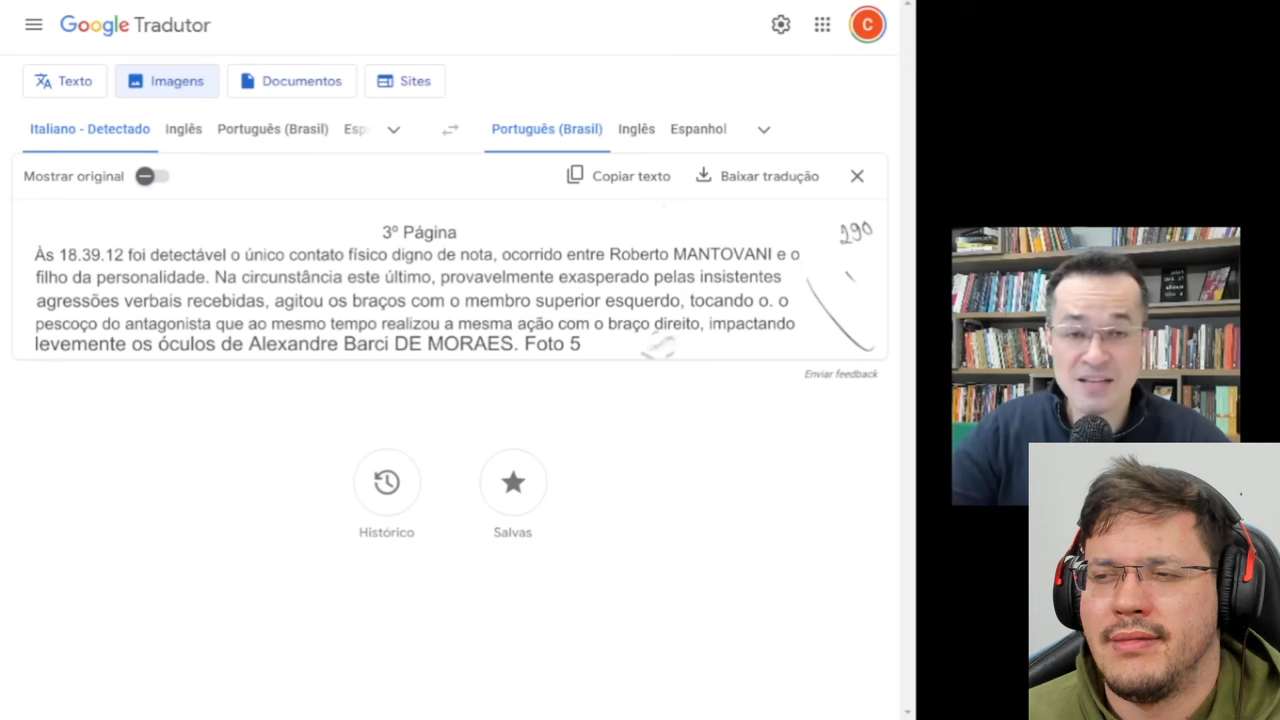 Google Tradutor
C
Texto
Imagens
Documentos
Sites
Italiano - Detectado
Inglês
Português (Brasil)
Esp
Português (Brasil)
Inglês
Espanhol
Mostrar original
Copiar texto
Baixar tradução
290
3º Página
Às 18.39.12 foi detectável o único contato físico digno de nota, ocorrido entre Roberto MANTOVANI e o
filho da personalidade. Na circunstância este último, provavelmente exasperado pelas insistentes
agressões verbais recebidas, agitou os braços com o membro superior esquerdo, tocando o. o
pescoço do antagonista que ao mesmo tempo realizou a mesma ação com o braço direito, impactando
levemente os óculos de Alexandre Barci DE MORAES. Foto 5
Enviar feedback
Histórico
Salvas